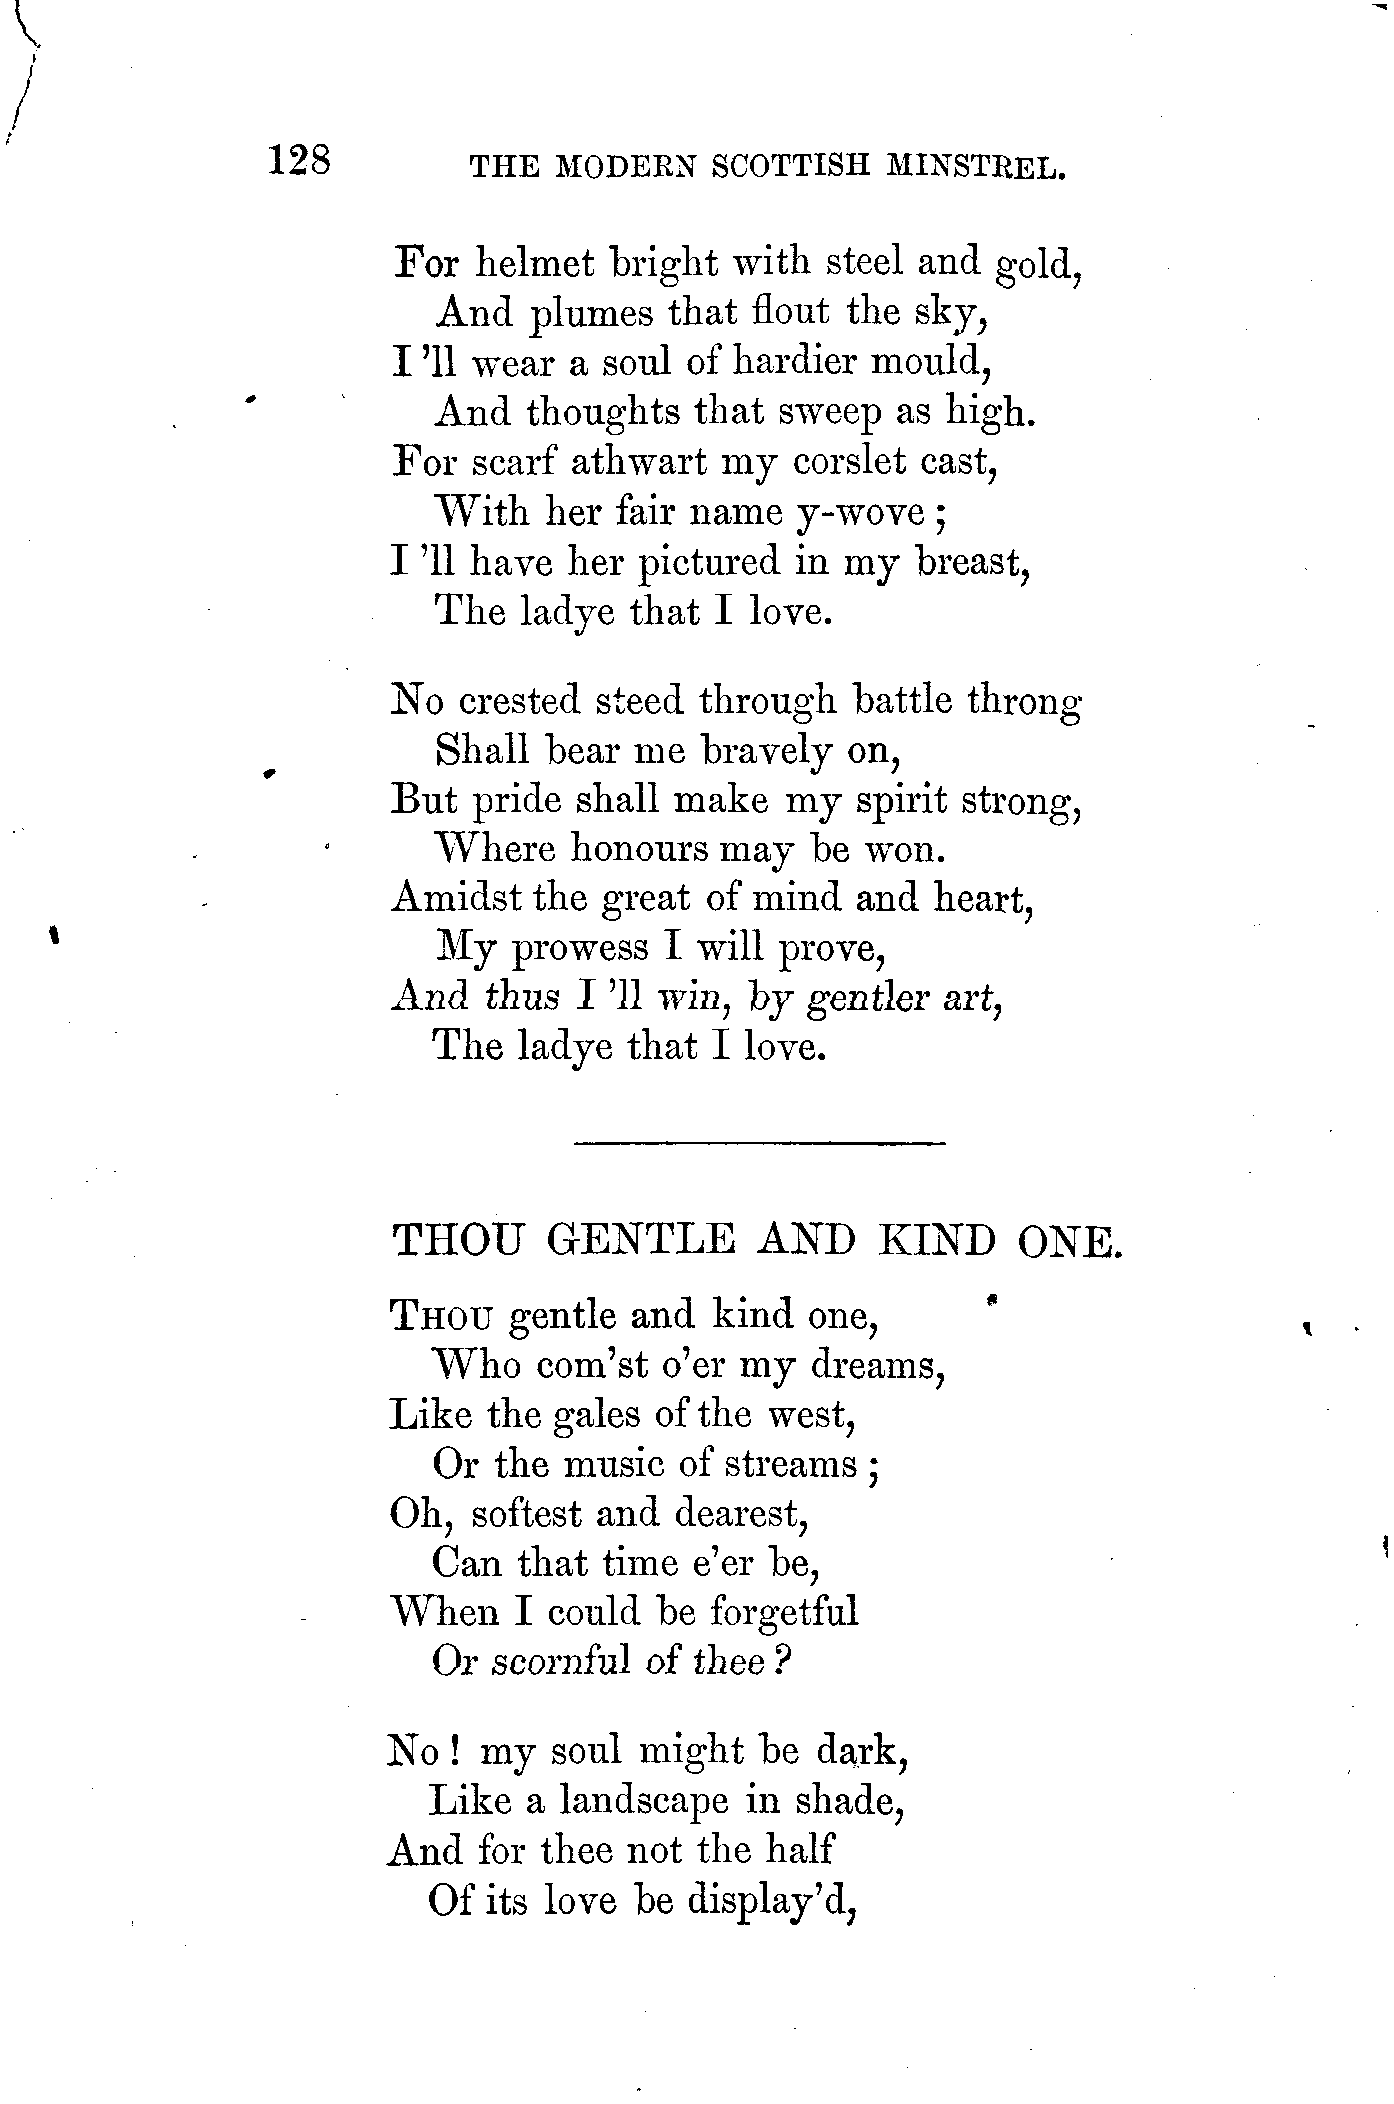 128 THE MODERN SCOTTISH MINSTREL.
For helmet bright with steel and gold,
And plumes that flout the sky,
I 'll wear a soul of hardier mould,
And thoughts that sweep as high.
For scarf athwart my corslet cast,
With her fair name y-wove ;
I 'll have her pictured in my breast,
The ladye that I love.
No crested steed through battle throng
Shall bear me bravely on,
But pride shall make my spirit strong,
Where honours may be won.
Amidst the great of mind and heart,
My prowess I will prove,
And thus I 'll win, by gentler art,
The ladye that I love.
THOU GENTLE AND KIND ONE.
THOU gentle and kind one,
Who com'st o'er my dreams,
Like the gales of the west,
Or the music of streams ;
Oh, softest and dearest,
Can that time e'er be,
When I could be forgetful
Or scornful of thee ?
No ! my soul might be dark,
Like a landscape in shade,
And for thee not the half
Of its love be display'd,